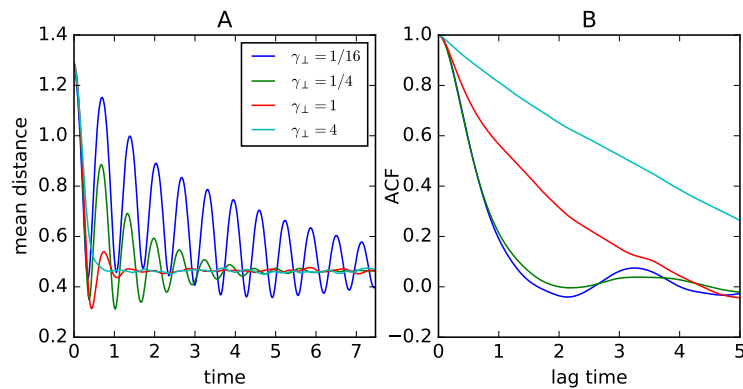 A
mean distance
1.4
1.2
1.0
0.8
0.6
0.4
0.2
γ⊥ = 1/16
γ⊥ = 1/4
γ⊥ = 1
γ⊥ = 4
0 1 2 3 4 5 6 7
time
B
ACF
1.0
0.8
0.6
0.4
0.2
0.0
−0.2
0 1 2 3 4 5
lag time